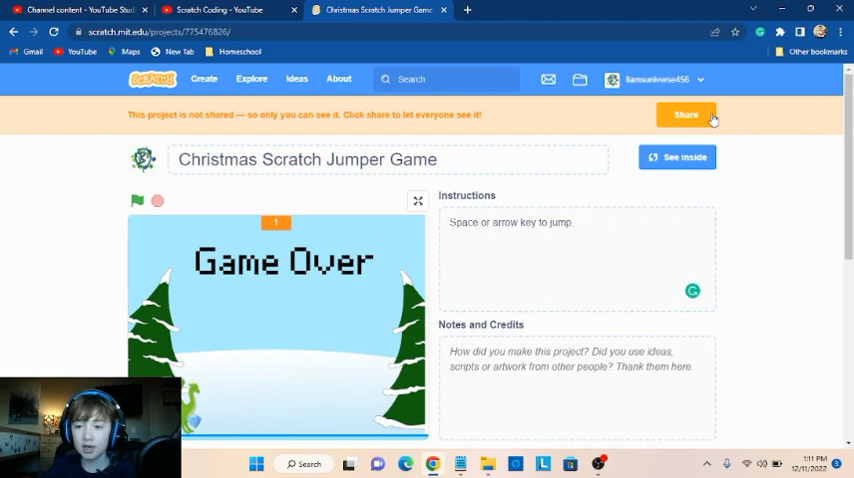 Channel content - YouTube Stud
Scratch Coding - YouTube
Christmas Scratch Jumper Game
scratch.mit.edu/projects/775476826/
Gmail
YouTube
Maps
New Tab
Homeschool
Other bookmarks
SCRATCH
Create
Explore
Ideas
About
Search
liamsuniverse456
This project is not shared — so only you can see it. Click share to let everyone see it!
Share
Christmas Scratch Jumper Game
See inside
1
Game Over
Instructions
Space or arrow key to jump.
Notes and Credits
How did you make this project? Did you use ideas,
scripts or artwork from other people? Thank them here.
Search
1:11 PM
12/11/2022
3